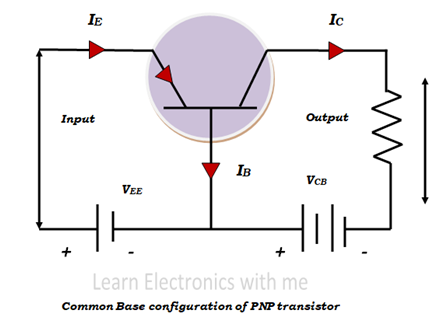 IE
IC
Input
Output
IB
VEE
VCB
+ - + -
Learn Electronics with me
Common Base configuration of PNP transistor